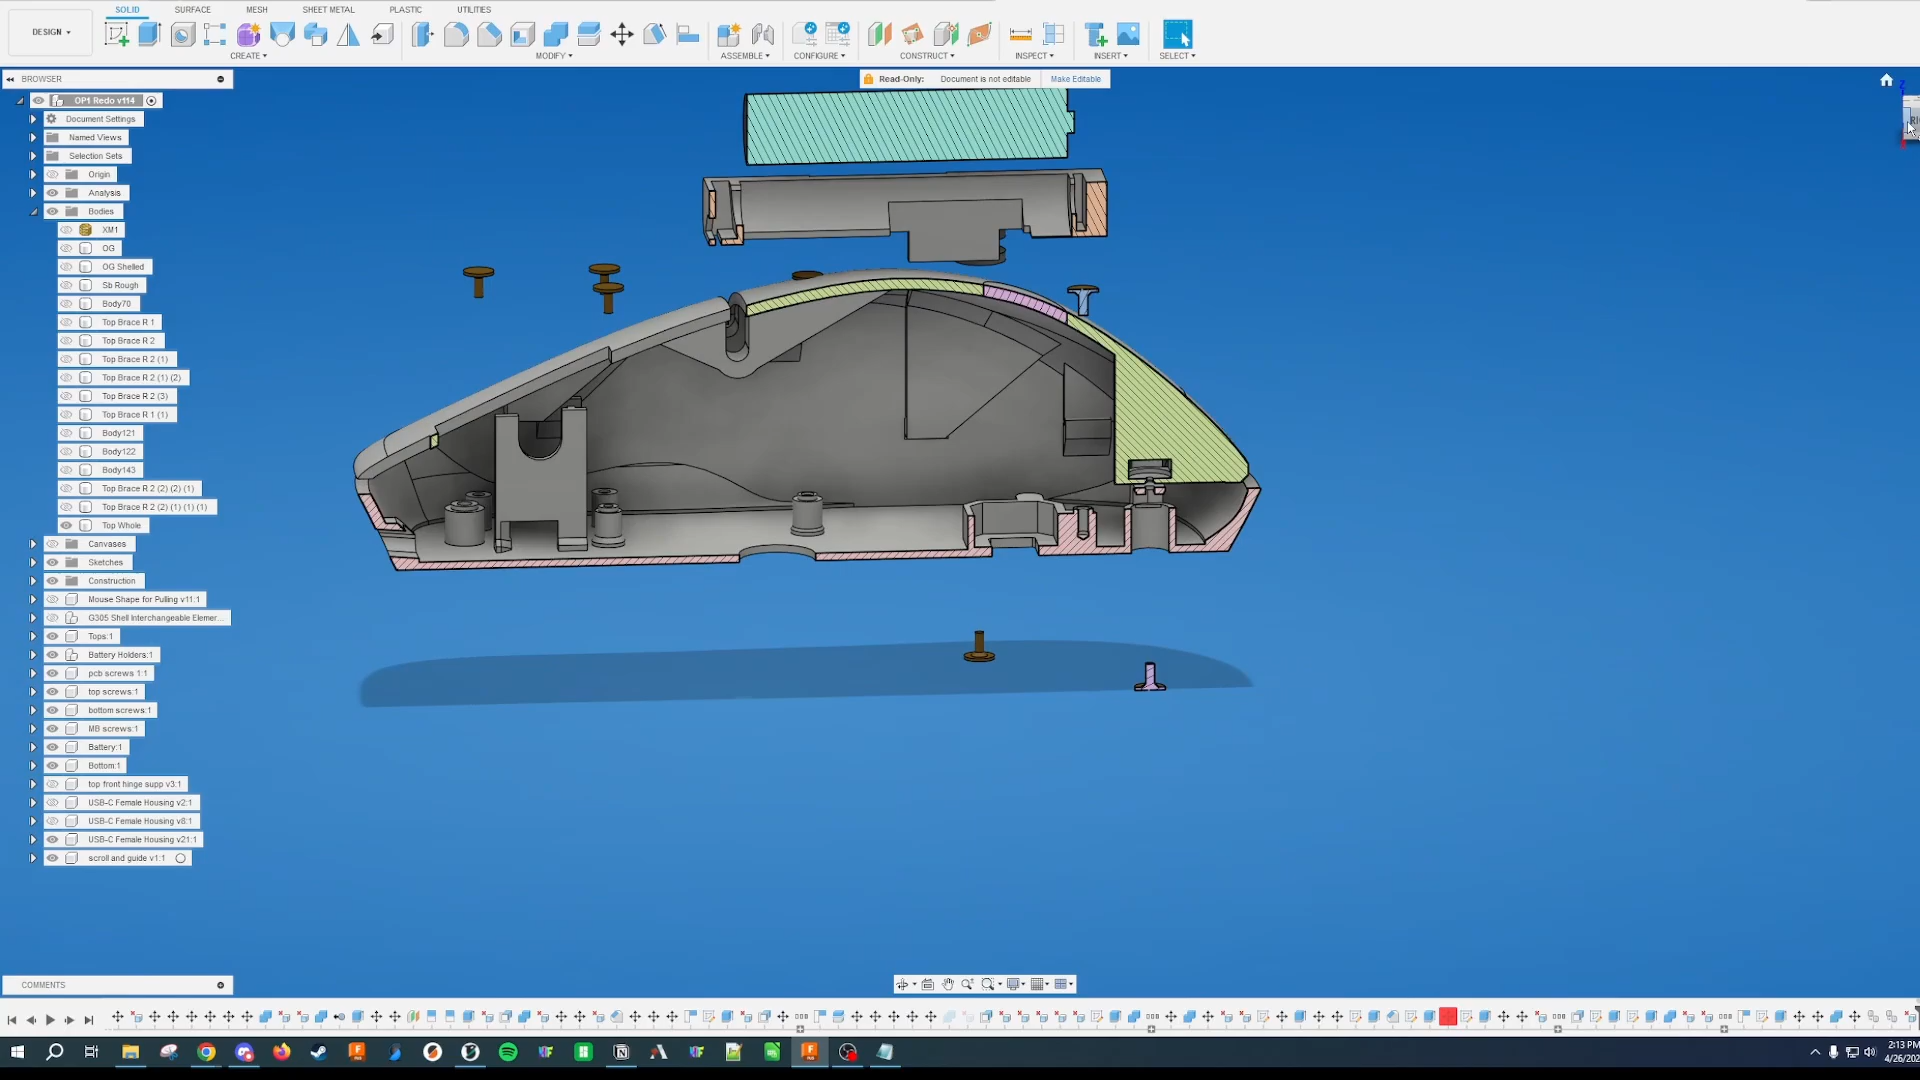 SOLID SURFACE MESH SHEET METAL PLASTIC UTILITIES
DESIGN
CREATE MODIFY ASSEMBLE CONFIGURE CONSTRUCT INSPECT INSERT SELECT
BROWSER
Read-Only: Document is not editable Make Editable
OP1 Redo v114
Document Settings
Named Views
Selection Sets
Origin
Analysis
Bodies
XM1
OG
OG Shelled
Sb Rough
Body70
Top Brace R 1
Top Brace R 2
Top Brace R 2 (1)
Top Brace R 2 (1) (2)
Top Brace R 2 (3)
Top Brace R 1 (1)
Body121
Body122
Body143
Top Brace R 2 (2) (2) (1)
Top Brace R 2 (2) (1) (1) (1)
Top Whole
Canvases
Sketches
Construction
Mouse Shape for Pulling v11:1
G305 Shell Interchangeable Elemer...
Tops:1
Battery Holders:1
pcb screws 1:1
top screws:1
bottom screws:1
MB screws:1
Battery:1
Bottom:1
top front hinge supp v3:1
USB-C Female Housing v2:1
USB-C Female Housing v8:1
USB-C Female Housing v21:1
scroll and guide v1:1
COMMENTS
2:13 PM